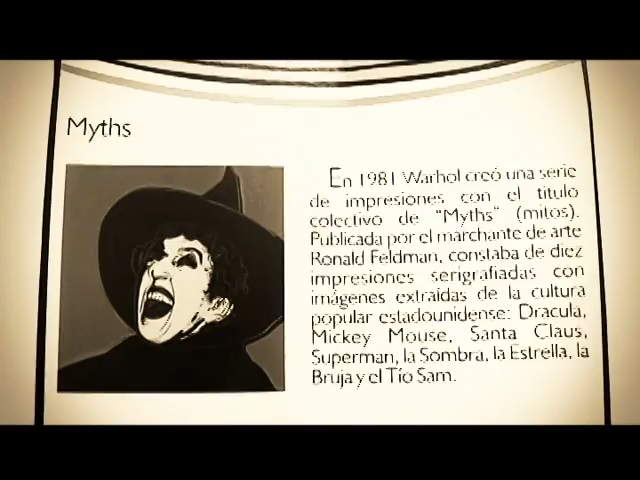 Myths
En 1981 Warhol creó una serie
de impresiones con el titulo
colectivo de "Myths" (mitos).
Publicada por el marchante de arte
Ronald Feldman, constaba de diez
impresiones serigrafiadas con
imágenes extraídas de la cultura
popular estadounidense: Dracula,
Mickey Mouse, Santa Claus,
Superman, la Sombra, la Estrella, la
Bruja y el Tío Sam.